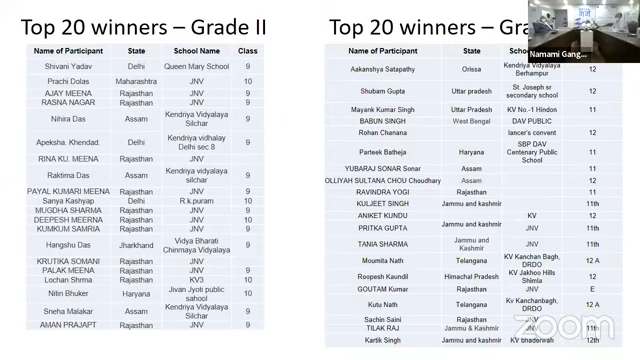 Top 20 winners – Grade II
Name of Participant State School Name Class
Shivani Yadav Delhi Queen Mary School 9
Prachi Dolas Maharashtra JNV 10
AJAY MEENA Rajasthan JNV 9
RASNA NAGAR Rajasthan JNV 9
Nihira Das Assam Kendriya Vidyalaya Silchar 9
Apeksha. Khendad. Delhi Kendriya vidhalay Delhi sec 8 9
RINA KU. MEENA Rajasthan JNV 9
Raktima Das Assam Kendriya vidyalaya silchar 9
PAYAL KUMARI MEENA Rajasthan JNV 9
Sanya Kashyap Delhi R.k.puram 10
MUGDHA SHARMA Rajasthan JNV 9
DEEPESH MEERNA Rajasthan JNV 10
KUMKUM SAMRIA Rajasthan JNV 9
Hangshu Das Jharkhand Vidya Bharati Chinmaya Vidyalaya 9
KRUTIKA SOMANI Rajasthan JNV
PALAK MEENA Rajasthan JNV 9
Lochan Shrma Rajasthan KV3 10
Nitin Bhuker Haryana Jivan Jyoti public sahool 10
Sneha Malakar Assam Kendriya Vidyalaya Silchar 9
AMAN PRAJAPT Rajasthan JNV 9
Top 20 winners – Gra
Name of Participant State
Aakanshya Satapathy Orissa Kendriya Vidyalaya Berhampur 12
Shubam Gupta Uttar pradesh St. Joseph sr secondary school 12
Mayank Kumar Singh Uttar Pradesh KV No.-1 Hindon 11
BABUN SINGH West Bengal DAV PUBLIC
Rohan Chanana lancer's convent 12
Parteek Batheja Haryana SBP DAV Centenary Public School 11
YUBARAJ SONAR Sonar Assam 11
OLLIYAH SULTANA CHOU Choudhary Assam 12
RAVINDRA YOGI Rajasthan 11
KULJEET SINGH Jammu and kashmir 11th
ANIKET KUNDU KV 12
PRITKA GUPTA Jammu and kashmir JNV 11th
TANIA SHARMA Jammu and Kashmir JNV 11th
Moumita Nath Telangana KV Kanchan Bagh, DRDO 12 A
Roopesh Kaundil Himachal Pradesh KV Jakhoo Hills Shimla 12
GOUTAM Kumar Rajasthan JNV E
Kutu Nath Telangana Kv Kanchanbagh, DRDO 12 A
Sachin Saini Rajasthan JNV
TILAK RAJ Jammu & Kashmir JNV 11th
Kartik Singh Jammu and kashmir KV bhaderwah 12th
Namami Gang...
zoom